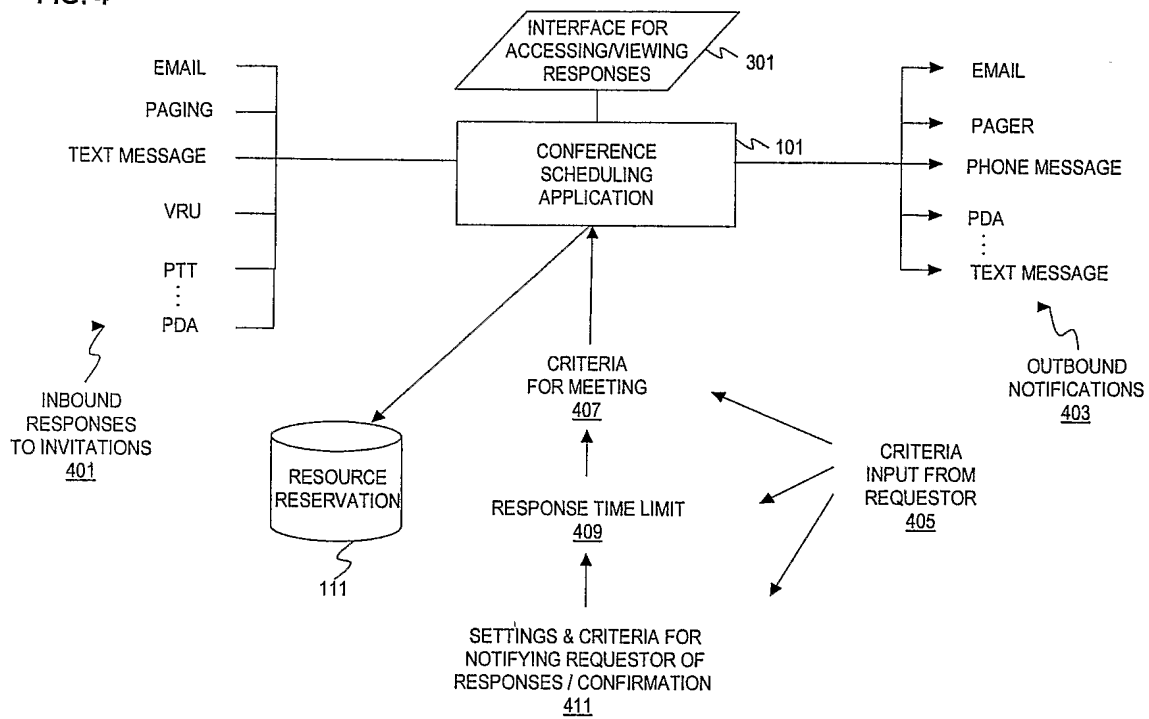 FIG. 4
INTERFACE FOR
ACCESSING/VIEWING
RESPONSES
301
EMAIL
PAGING
TEXT MESSAGE
VRU
PTT
PDA
CONFERENCE
SCHEDULING
APPLICATION
101
EMAIL
PAGER
PHONE MESSAGE
PDA
TEXT MESSAGE
INBOUND
RESPONSES
TO INVITATIONS
401
OUTBOUND
NOTIFICATIONS
403
RESOURCE
RESERVATION
111
CRITERIA
FOR MEETING
407
RESPONSE TIME LIMIT
409
SETTINGS & CRITERIA FOR
NOTIFYING REQUESTOR OF
RESPONSES / CONFIRMATION
411
CRITERIA
INPUT FROM
REQUESTOR
405